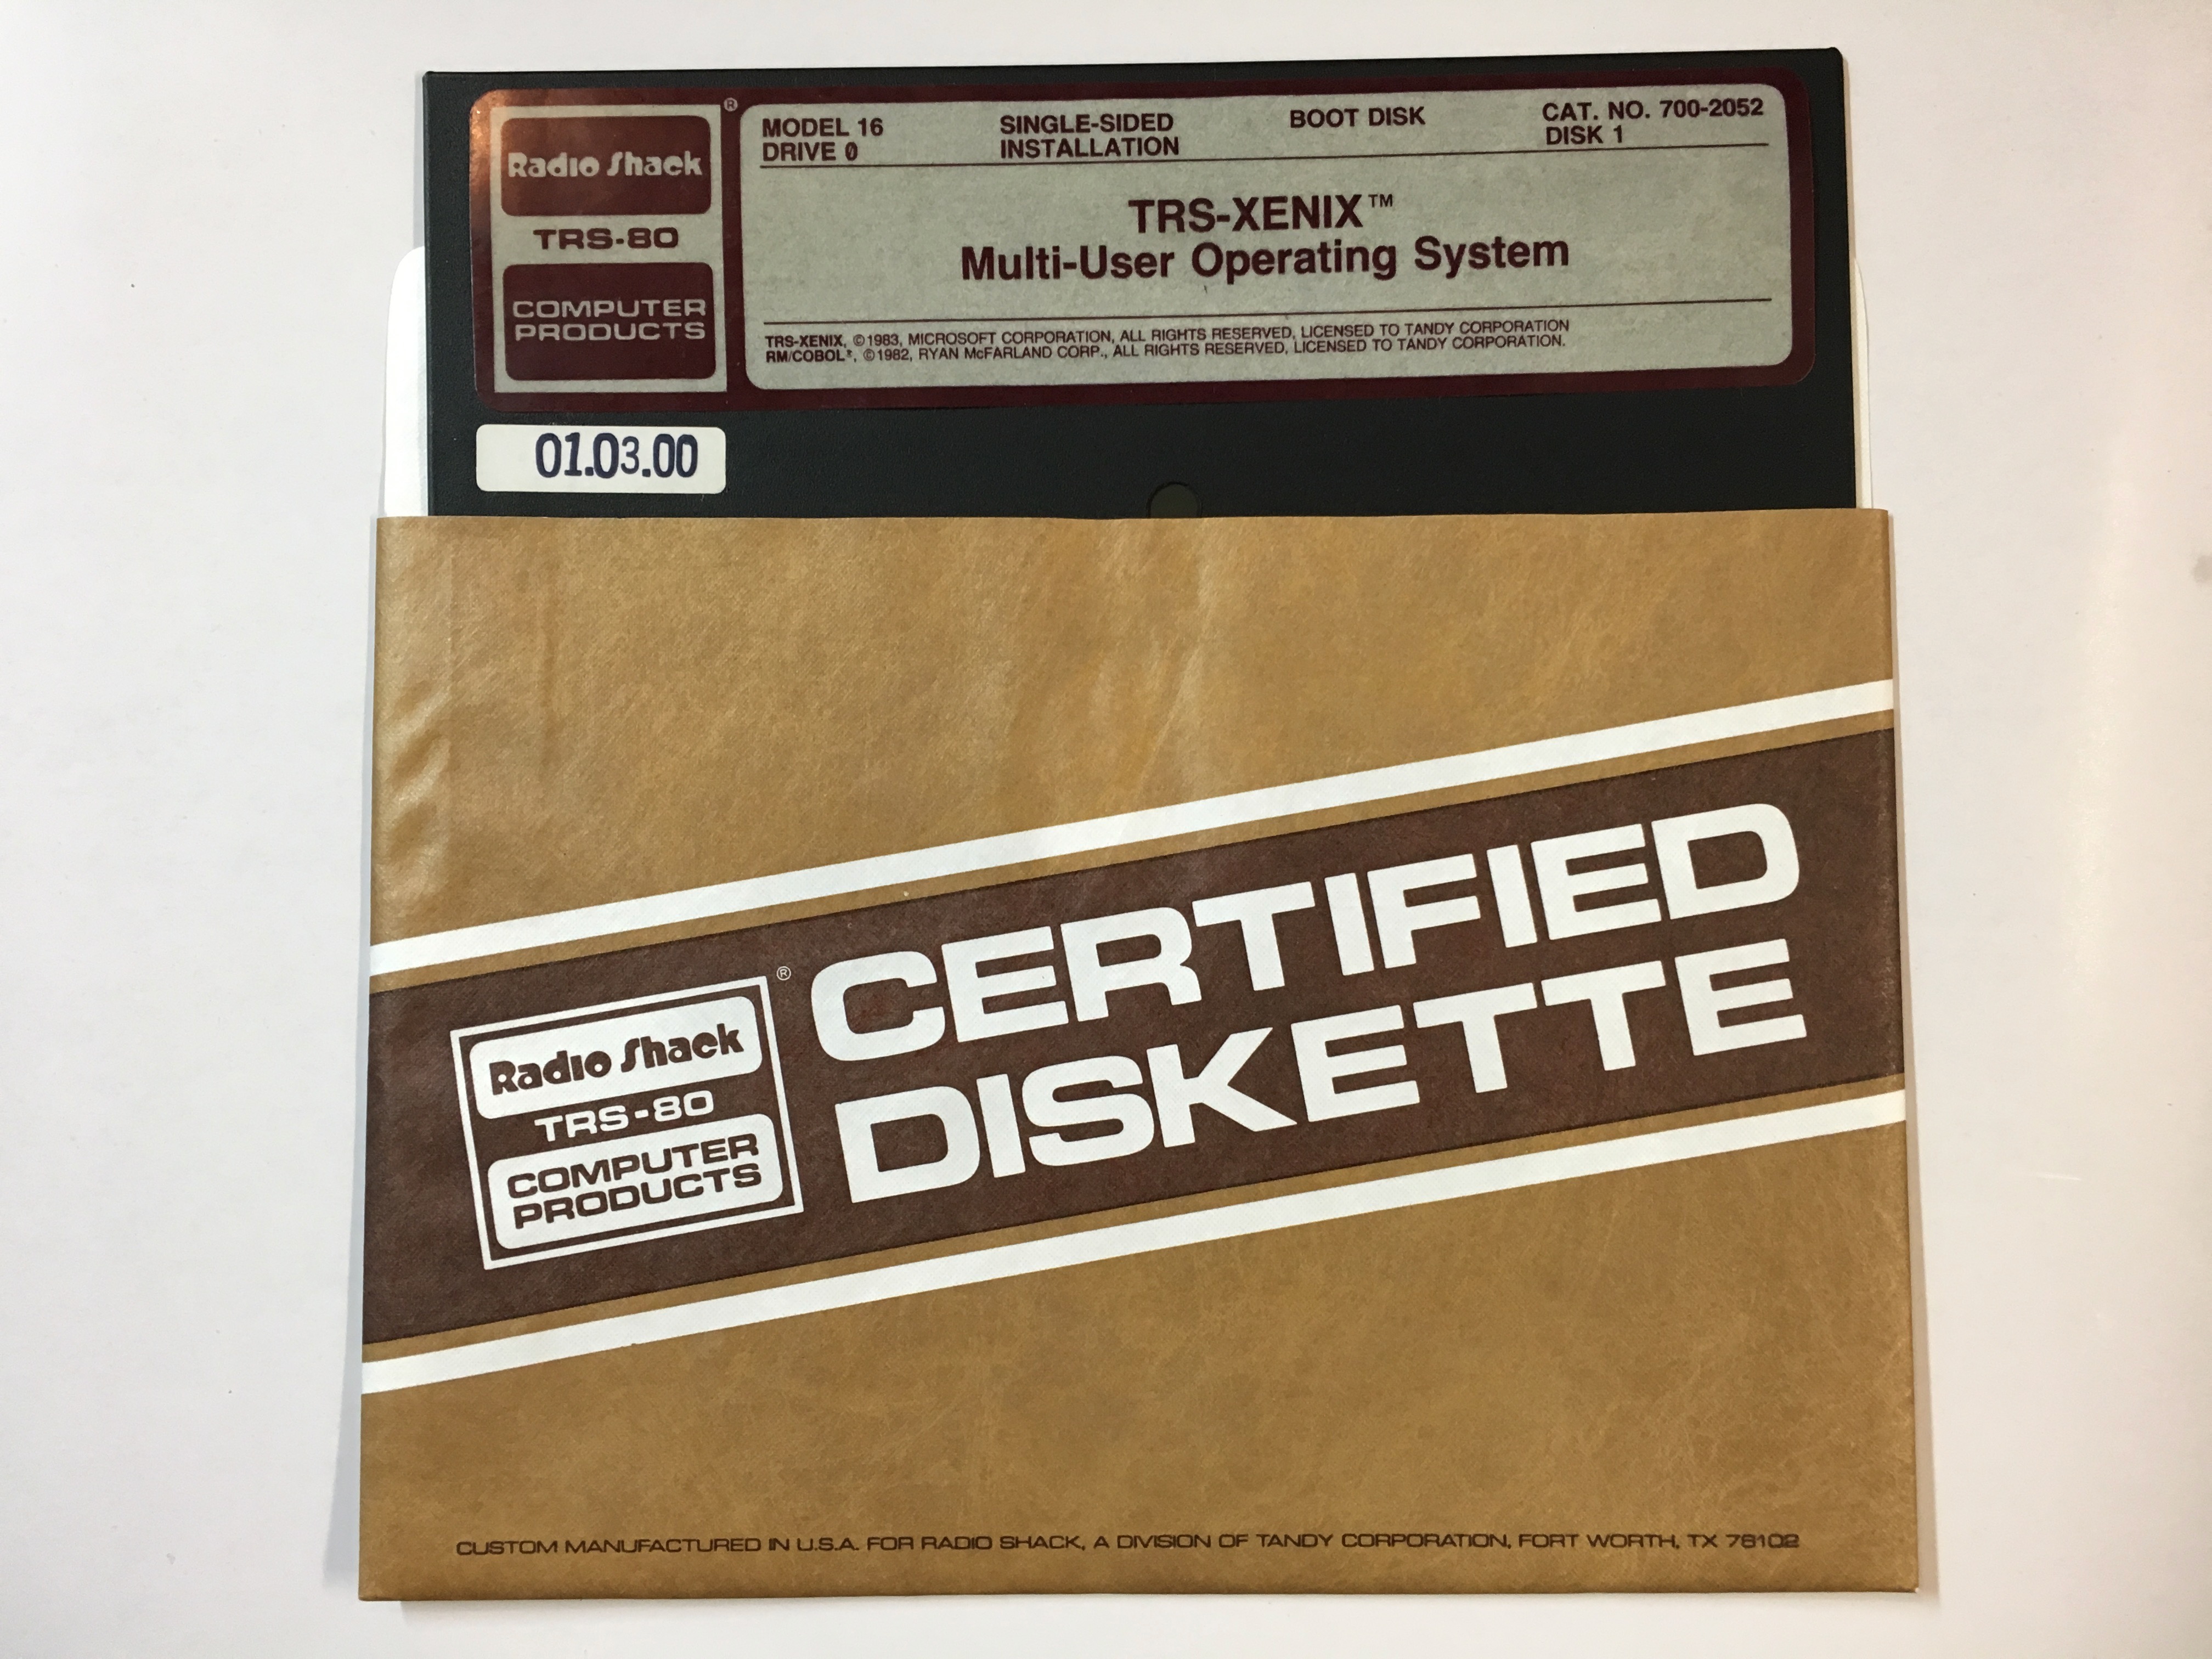 Radio Shack
®
TRS-80
COMPUTER
PRODUCTS
MODEL 16
DRIVE 0
SINGLE-SIDED
INSTALLATION
BOOT DISK
CAT. NO. 700-2052
DISK 1
TRS-XENIX™
Multi-User Operating System
TRS-XENIX, ©1983, MICROSOFT CORPORATION, ALL RIGHTS RESERVED, LICENSED TO TANDY CORPORATION
RM/COBOL*, ©1982, RYAN McFARLAND CORP., ALL RIGHTS RESERVED, LICENSED TO TANDY CORPORATION.
01.03.00
Radio Shack
®
TRS-80
COMPUTER
PRODUCTS
CERTIFIED
DISKETTE
CUSTOM MANUFACTURED IN U.S.A. FOR RADIO SHACK, A DIVISION OF TANDY CORPORATION, FORT WORTH, TX 76102